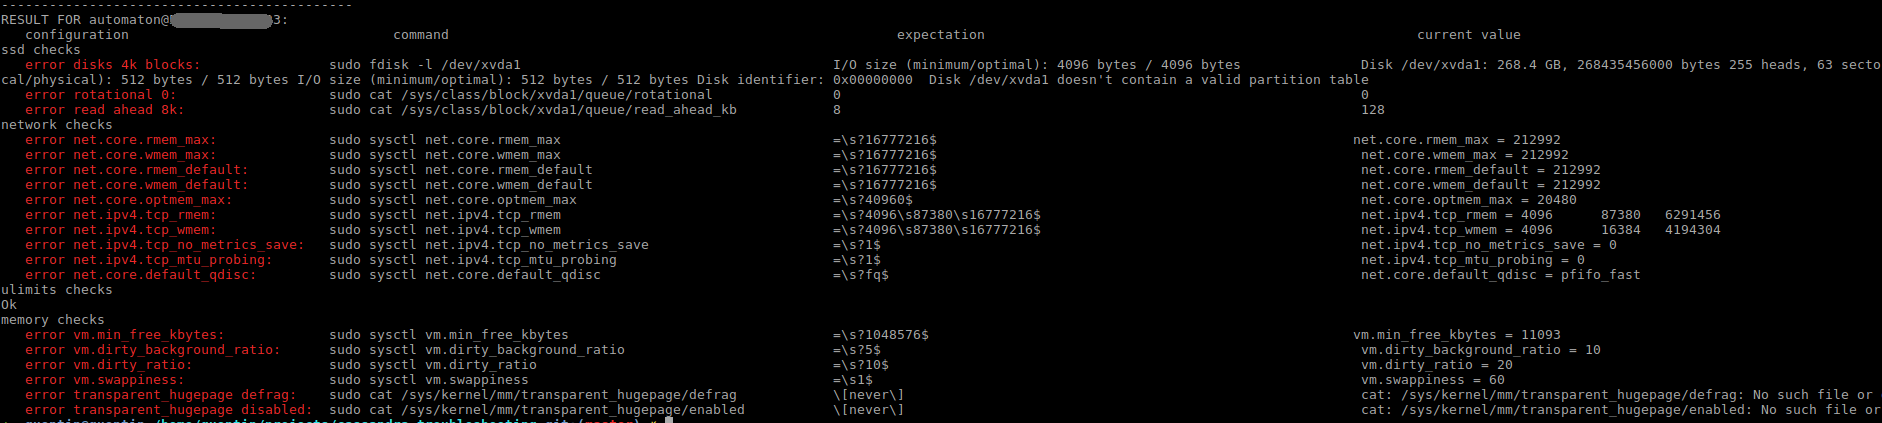 --------------------------------------------
RESULT FOR automaton@ 3:
configuration command expectation current value
ssd checks
error disks 4k blocks: sudo fdisk -l /dev/xvda1 I/O size (minimum/optimal): 4096 bytes / 4096 bytes Disk /dev/xvda1: 268.4 GB, 268435456000 bytes 255 heads, 63 secto
cal/physical): 512 bytes / 512 bytes I/O size (minimum/optimal): 512 bytes / 512 bytes Disk identifier: 0x00000000 Disk /dev/xvda1 doesn't contain a valid partition table
error rotational 0: sudo cat /sys/class/block/xvda1/queue/rotational 0 0
error read ahead 8k: sudo cat /sys/class/block/xvda1/queue/read_ahead_kb 8 128
network checks
error net.core.rmem_max: sudo sysctl net.core.rmem_max =\s?16777216$ net.core.rmem_max = 212992
error net.core.wmem_max: sudo sysctl net.core.wmem_max =\s?16777216$ net.core.wmem_max = 212992
error net.core.rmem_default: sudo sysctl net.core.rmem_default =\s?16777216$ net.core.rmem_default = 212992
error net.core.wmem_default: sudo sysctl net.core.wmem_default =\s?16777216$ net.core.wmem_default = 212992
error net.core.optmem_max: sudo sysctl net.core.optmem_max =\s?40960$ net.core.optmem_max = 20480
error net.ipv4.tcp_rmem: sudo sysctl net.ipv4.tcp_rmem =\s?4096\s87380\s16777216$ net.ipv4.tcp_rmem = 4096 87380 6291456
error net.ipv4.tcp_wmem: sudo sysctl net.ipv4.tcp_wmem =\s?4096\s87380\s16777216$ net.ipv4.tcp_wmem = 4096 16384 4194304
error net.ipv4.tcp_no_metrics_save: sudo sysctl net.ipv4.tcp_no_metrics_save =\s?1$ net.ipv4.tcp_no_metrics_save = 0
error net.ipv4.tcp_mtu_probing: sudo sysctl net.ipv4.tcp_mtu_probing =\s?1$ net.ipv4.tcp_mtu_probing = 0
error net.core.default_qdisc: sudo sysctl net.core.default_qdisc =\s?fq$ net.core.default_qdisc = pfifo_fast
ulimits checks
Ok
memory checks
error vm.min_free_kbytes: sudo sysctl vm.min_free_kbytes =\s?1048576$ vm.min_free_kbytes = 11093
error vm.dirty_background_ratio: sudo sysctl vm.dirty_background_ratio =\s?5$ vm.dirty_background_ratio = 10
error vm.dirty_ratio: sudo sysctl vm.dirty_ratio =\s?10$ vm.dirty_ratio = 20
error vm.swappiness: sudo sysctl vm.swappiness =\s1$ vm.swappiness = 60
error transparent_hugepage defrag: sudo cat /sys/kernel/mm/transparent_hugepage/defrag \[never\] cat: /sys/kernel/mm/transparent_hugepage/defrag: No such file or
error transparent_hugepage disabled: sudo cat /sys/kernel/mm/transparent_hugepage/enabled \[never\] cat: /sys/kernel/mm/transparent_hugepage/enabled: No such file or